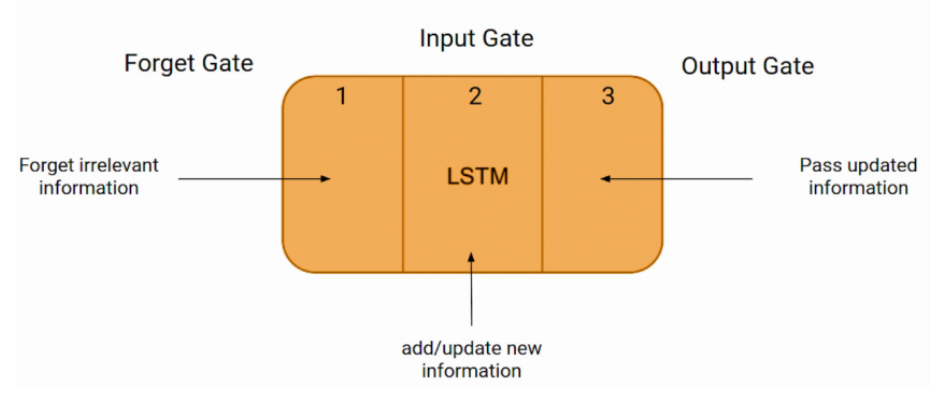 Input Gate
Forget Gate
Output Gate
1
2
3
Forget irrelevant
information
LSTM
Pass updated
information
add/update new
information